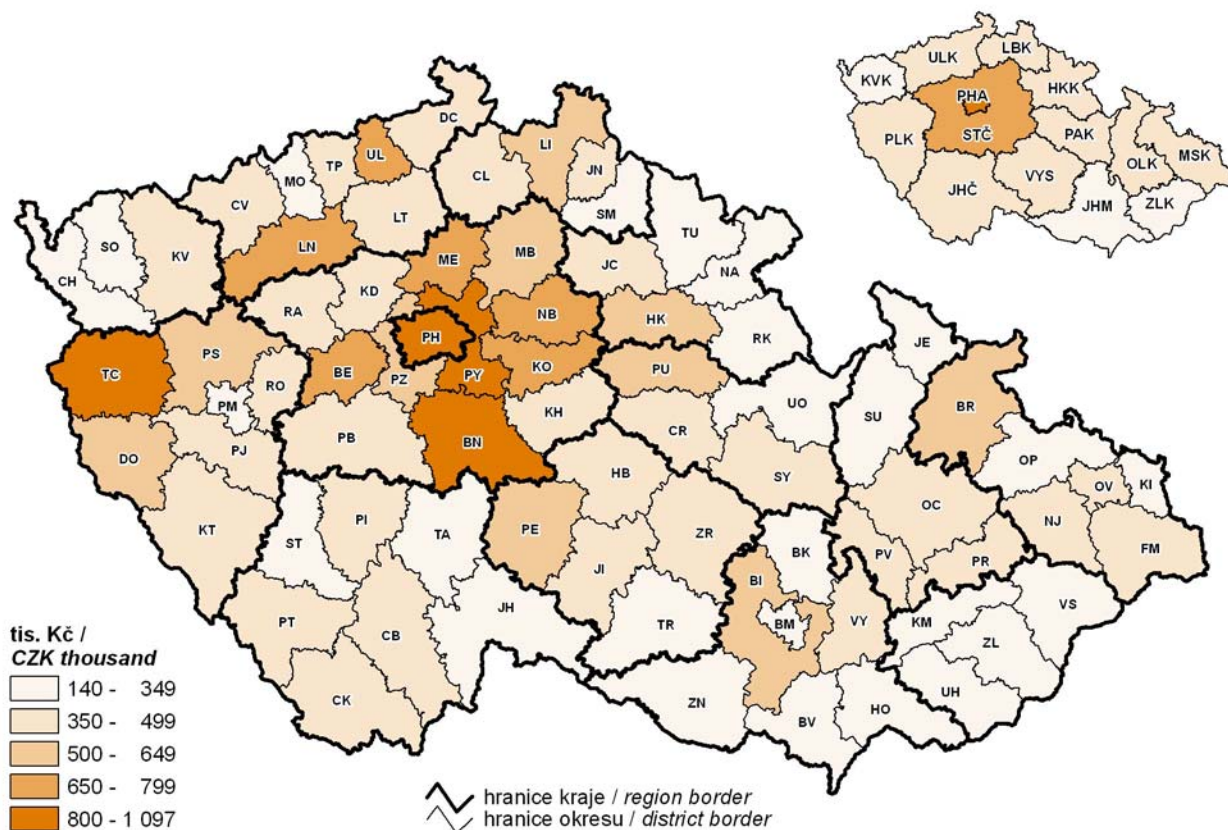 DC
LI
UL
TP
JN
MO
CL
CV
LT
SM
TU
LN
SO
KV
ME
MB
JC
NA
CH
KD
RA
NB
HK
PH
RK
JE
TC
PS
KO
BE
PZ
PY
PU
RO
PM
UO
SU
BR
KH
CR
PB
BN
DO
PJ
OP
SY
HB
OV
KI
OC
NJ
KT
ST
PI
TA
PE
ZR
FM
BK
PV
PR
JI
BI
VS
JH
PT
CB
TR
BM
VY
KM
ZL
UH
CK
ZN
BV
HO
LBK
ULK
KVK
HKK
PHA
STČ
PAK
PLK
MSK
OLK
VYS
JHČ
JHM
ZLK
tis. Kč /
CZK thousand
140 - 349
350 - 499
500 - 649
650 - 799
800 - 1 097
hranice kraje / region border
hranice okresu / district border